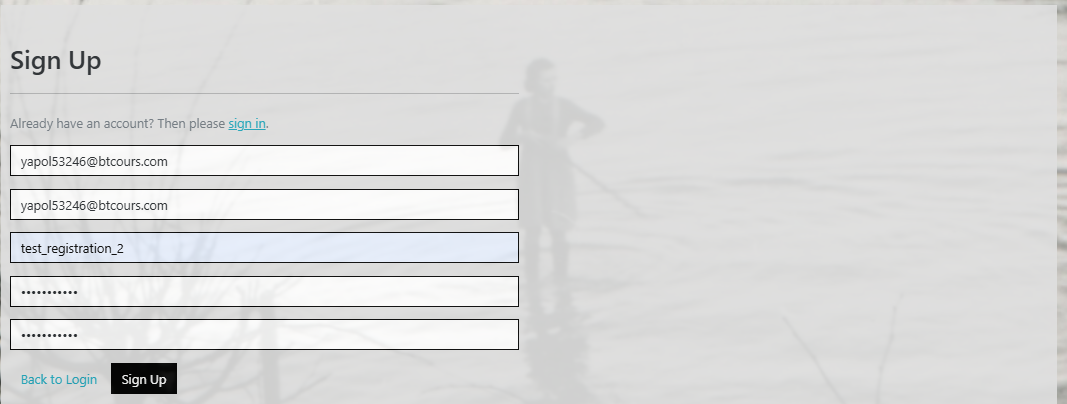 Sign Up
Already have an account? Then please sign in.
yapol53246@btcours.com
yapol53246@btcours.com
test_registration_2
•••••••••••
•••••••••••
Back to Login Sign Up